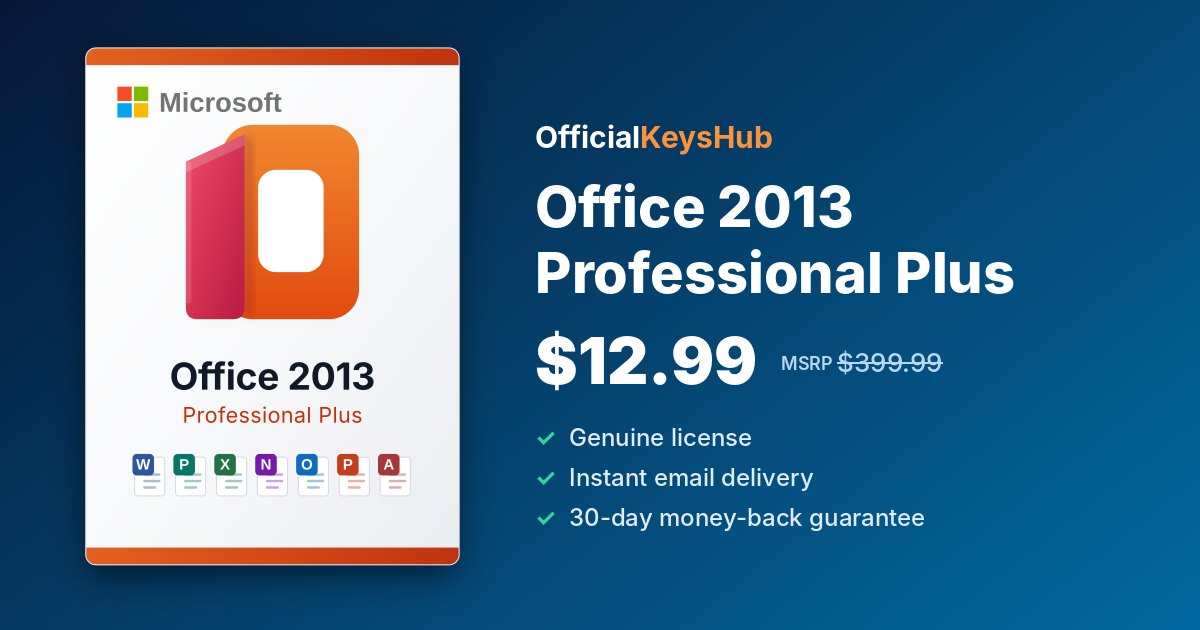 Microsoft
Office 2013
Professional Plus
W P X N O P A
OfficialKeysHub
Office 2013
Professional Plus
$12.99 MSRP $399.99
Genuine license
Instant email delivery
30-day money-back guarantee